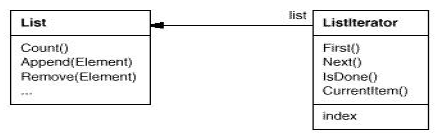 List
Count()
Append(Element)
Remove(Element)
...
list
ListIterator
First()
Next()
IsDone()
CurrentItem()
index